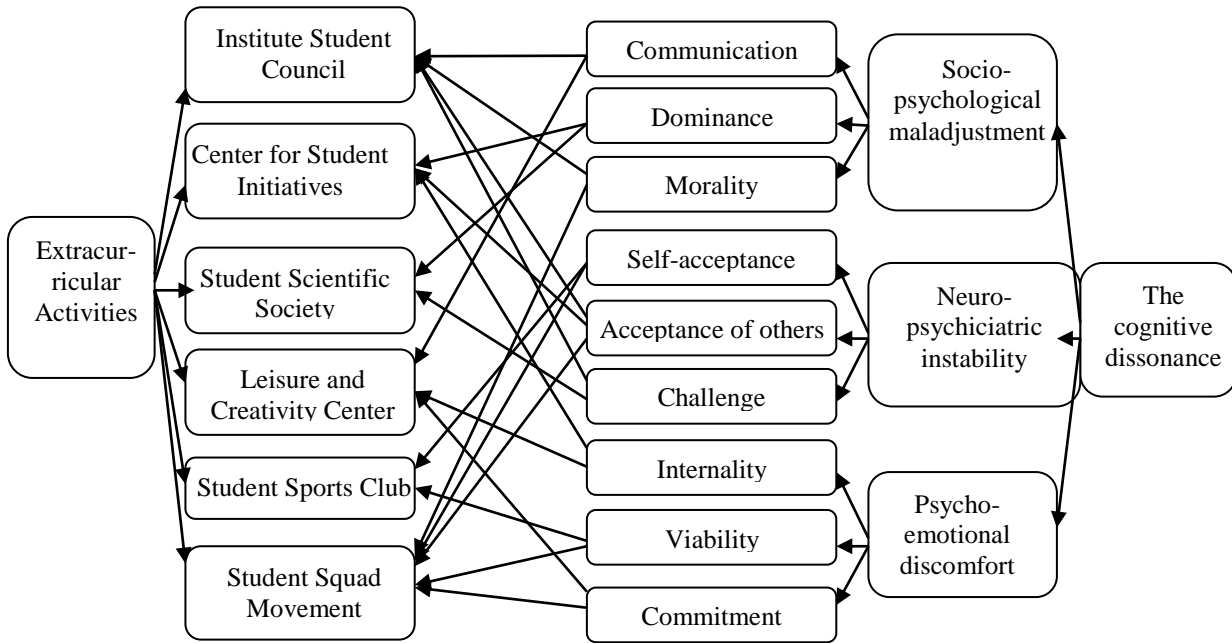 Extracur-
ricular
Activities
Institute Student
Council
Center for Student
Initiatives
Student Scientific
Society
Leisure and
Creativity Center
Student Sports Club
Student Squad
Movement
Communication
Dominance
Morality
Self-acceptance
Acceptance of others
Challenge
Internality
Viability
Commitment
Socio-
psychological
maladjustment
Neuro-
psychiciatric
instability
Psycho-
emotional
discomfort
The
cognitive
dissonance